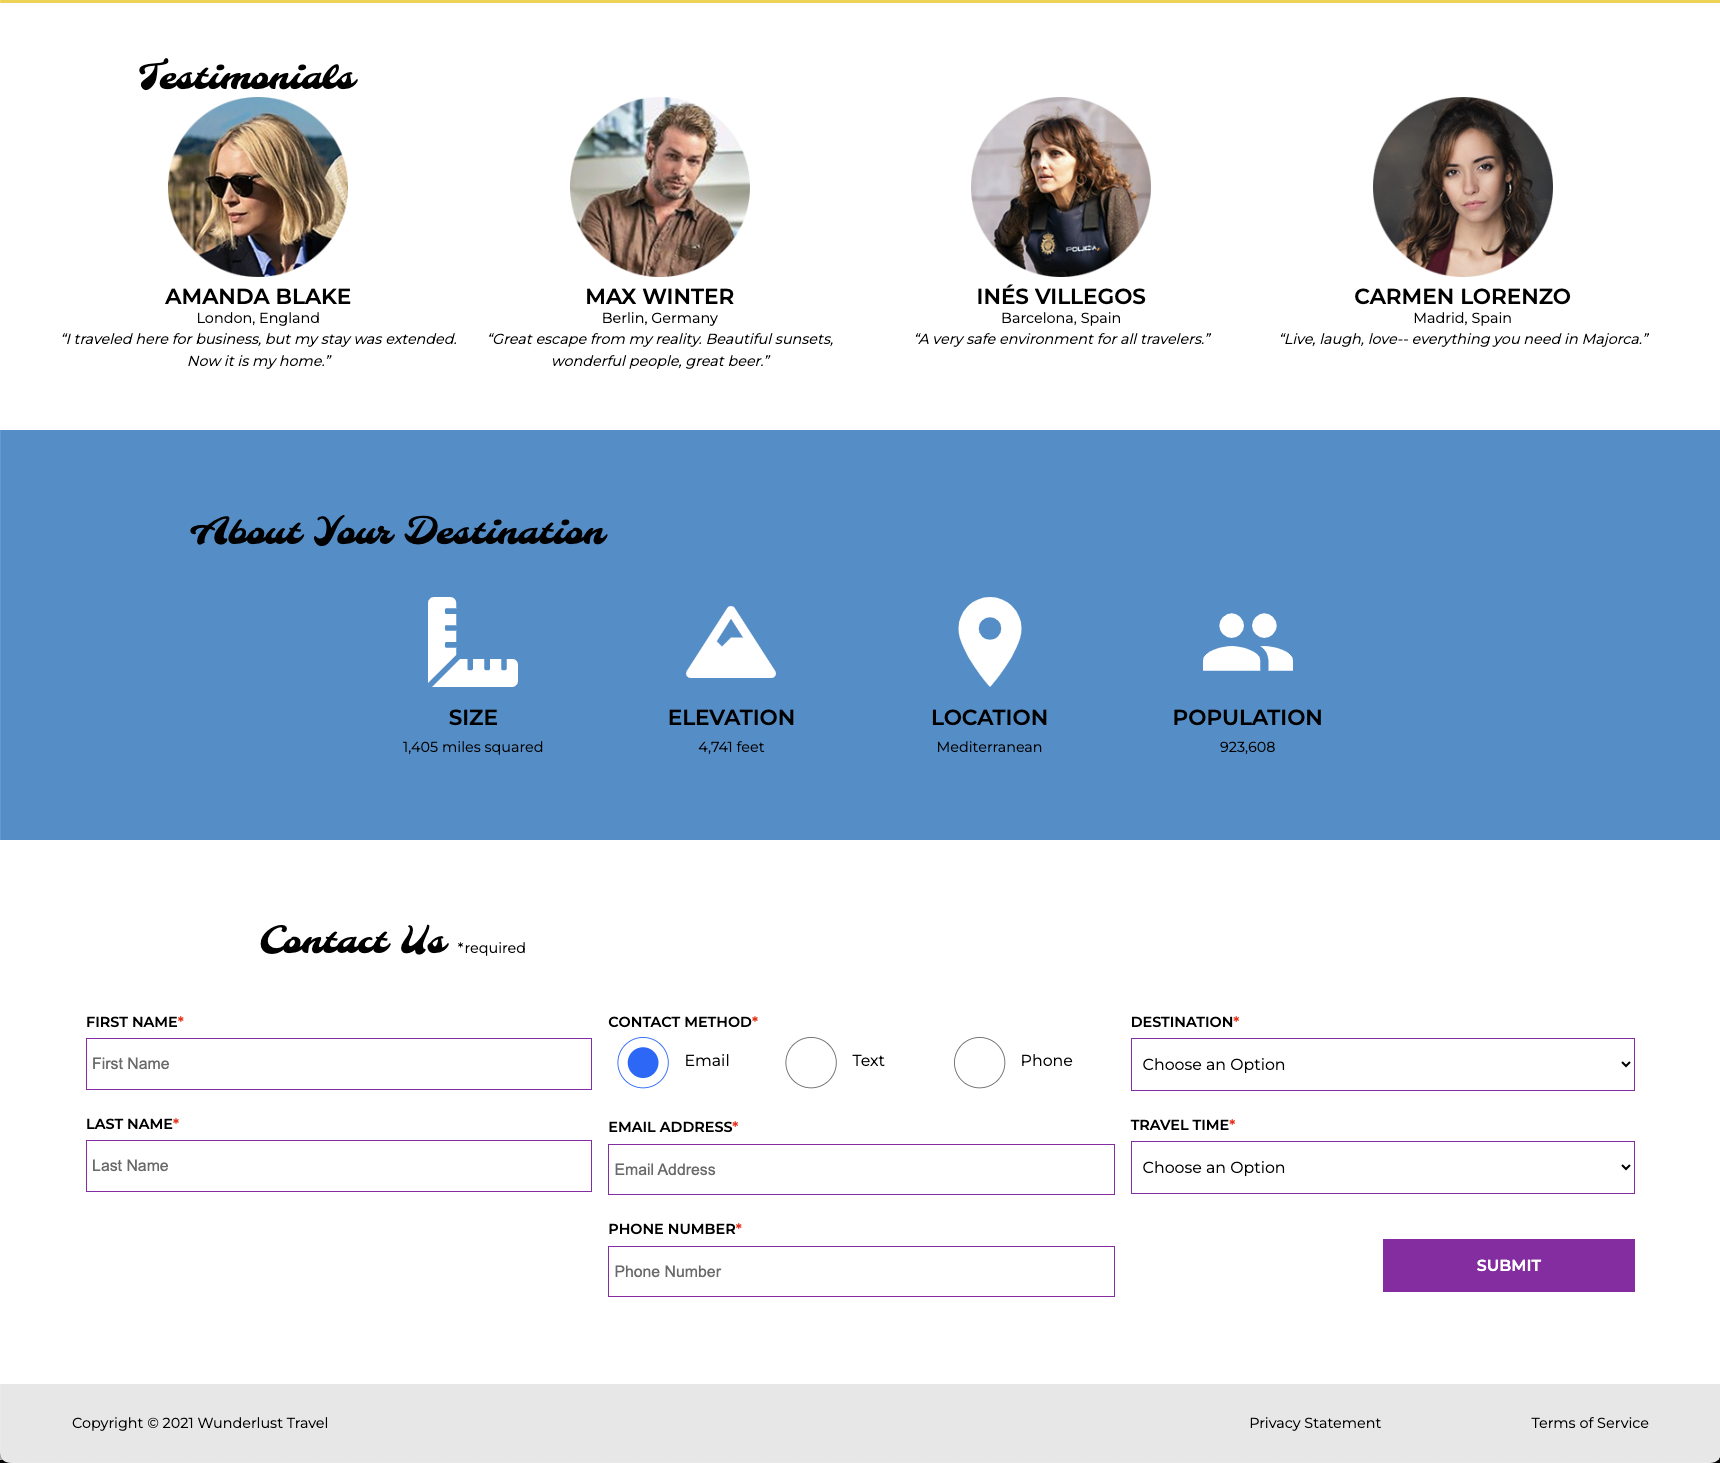 Testimonials
POLICIA
AMANDA BLAKE
London, England
“I traveled here for business, but my stay was extended.
Now it is my home.”
MAX WINTER
Berlin, Germany
“Great escape from my reality. Beautiful sunsets,
wonderful people, great beer.”
INÉS VILLEGOS
Barcelona, Spain
“A very safe environment for all travelers.”
CARMEN LORENZO
Madrid, Spain
“Live, laugh, love-- everything you need in Majorca.”
About Your Destination
SIZE
1,405 miles squared
ELEVATION
4,741 feet
LOCATION
Mediterranean
POPULATION
923,608
Contact Us *required
FIRST NAME*
First Name
LAST NAME*
Last Name
CONTACT METHOD*
Email Text Phone
EMAIL ADDRESS*
Email Address
PHONE NUMBER*
Phone Number
DESTINATION*
Choose an Option
TRAVEL TIME*
Choose an Option
SUBMIT
Copyright © 2021 Wunderlust Travel
Privacy Statement
Terms of Service